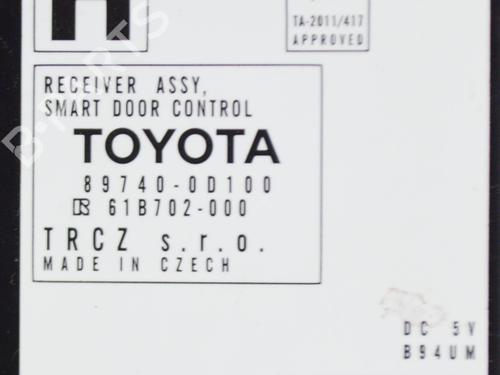 H
TA-2011/417
APPROVED
RECEIVER ASSY,
SMART DOOR CONTROL
TOYOTA
89740-0D100
61B702-000
TRCZ s.r.o.
MADE IN CZECH
DC 5V
B94UM
B-PARTS